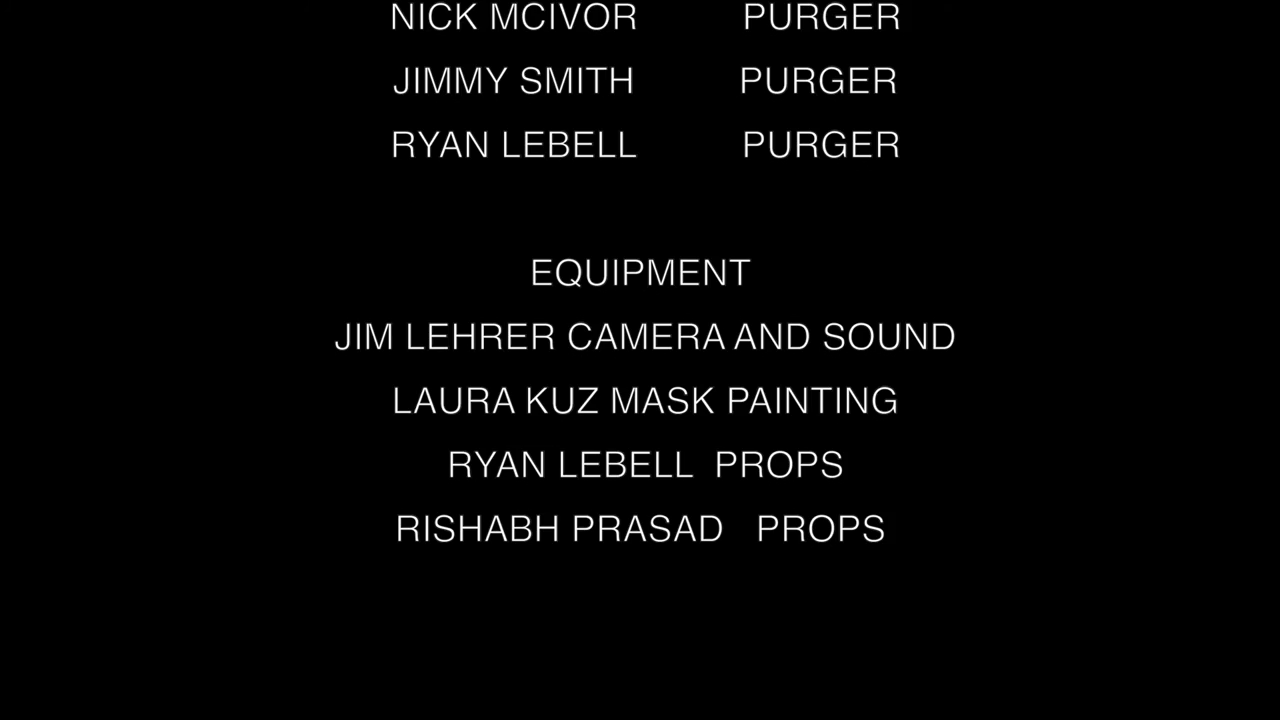 NICK MCIVOR PURGER
JIMMY SMITH PURGER
RYAN LEBELL PURGER
EQUIPMENT
JIM LEHRER CAMERA AND SOUND
LAURA KUZ MASK PAINTING
RYAN LEBELL PROPS
RISHABH PRASAD PROPS